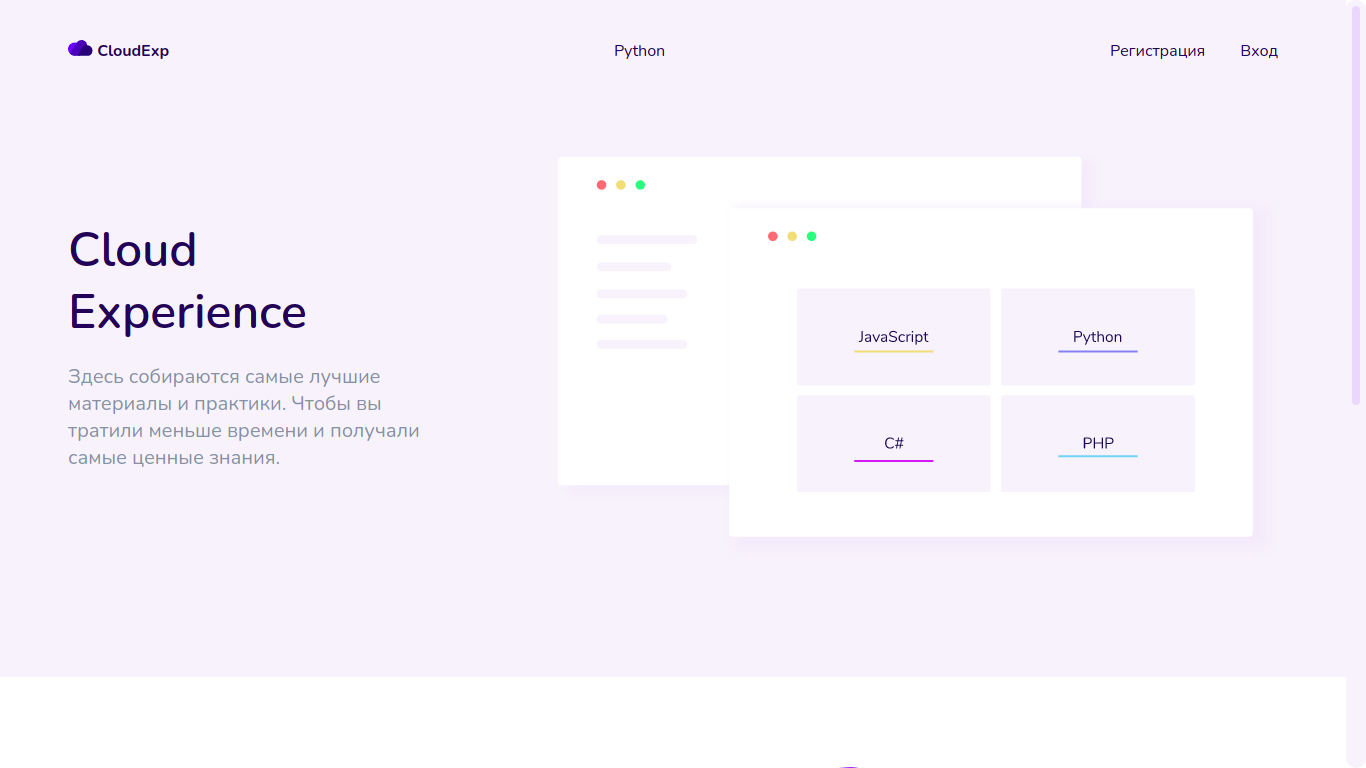 CloudExp
Python
Регистрация
Вход
Cloud
Experience
Здесь собираются самые лучшие
материалы и практики. Чтобы вы
тратили меньше времени и получали
самые ценные знания.
JavaScript
Python
C#
PHP